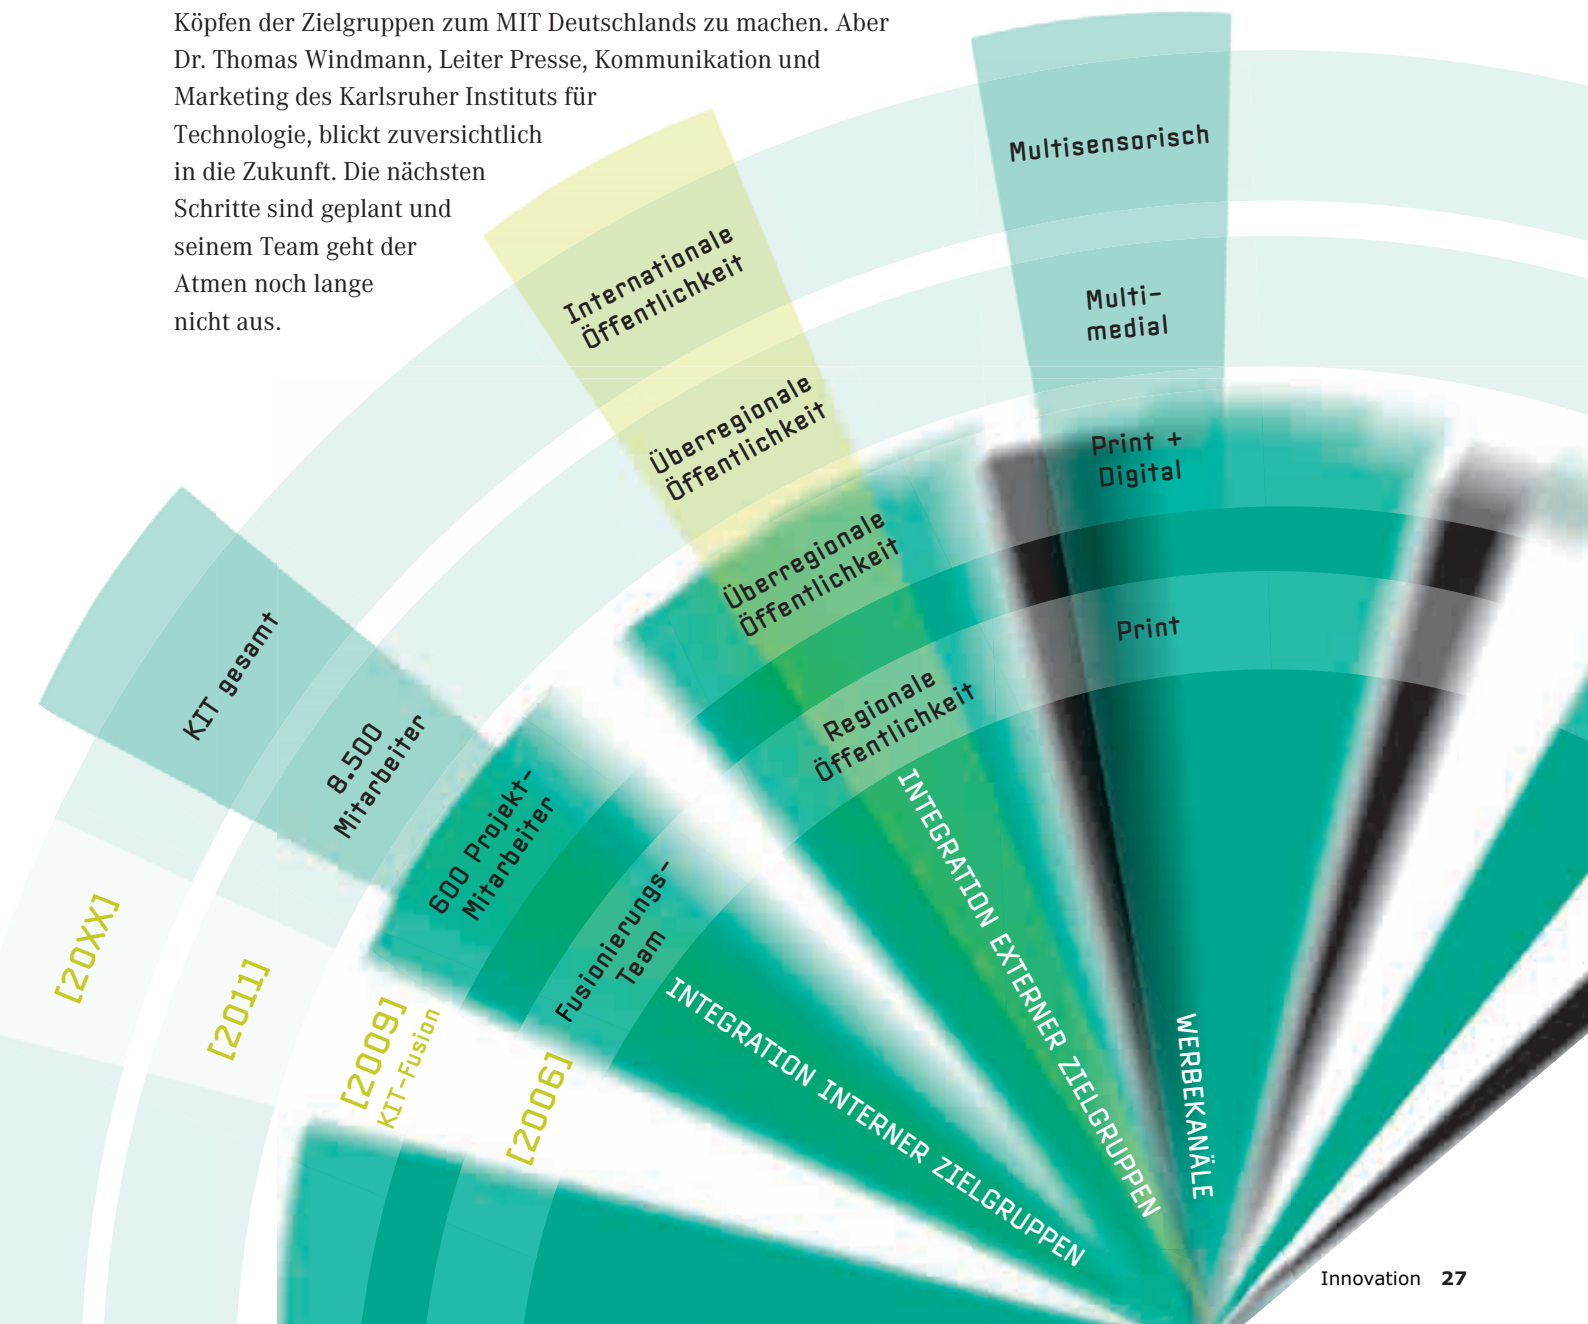 Köpfen der Zielgruppen zum MIT Deutschlands zu machen. Aber
Dr. Thomas Windmann, Leiter Presse, Kommunikation und
Marketing des Karlsruher Instituts für
Technologie, blickt zuversichtlich
in die Zukunft. Die nächsten
Schritte sind geplant und
seinem Team geht der
Atmen noch lange
nicht aus.
Multisensorisch
Multi-
medial
Print +
Digital
Print
WERBEKANÄLE
Internationale
Öffentlichkeit
Überregionale
Öffentlichkeit
Überregionale
Öffentlichkeit
Regionale
Öffentlichkeit
INTEGRATION EXTERNER ZIELGRUPPEN
KIT gesamt
8.500
Mitarbeiter
600 Projekt-
Mitarbeiter
Fusionierungs-
Team
INTEGRATION INTERNER ZIELGRUPPEN
[20XX]
[2011]
[2009]
KIT-Fusion
[2006]
Innovation 27